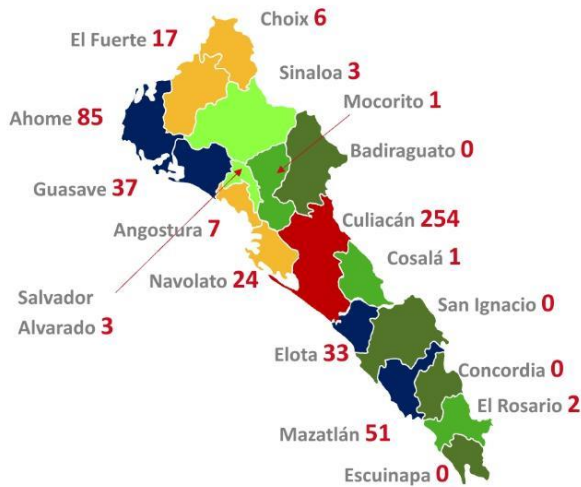 Choix 6
El Fuerte 17
Sinaloa 3
Mocorito 1
Ahome 85
Badiraguato 0
Guasave 37
Culiacán 254
Angostura 7
Cosalá 1
Navolato 24
Salvador
Alvarado 3
San Ignacio 0
Elota 33
Concordia 0
El Rosario 2
Mazatlán 51
Escuinapa 0